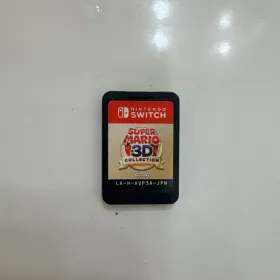 NINTENDO
SWITCH
SUPER
MARIO
3D
COLLECTION
LA-H-AVP3A-JPN